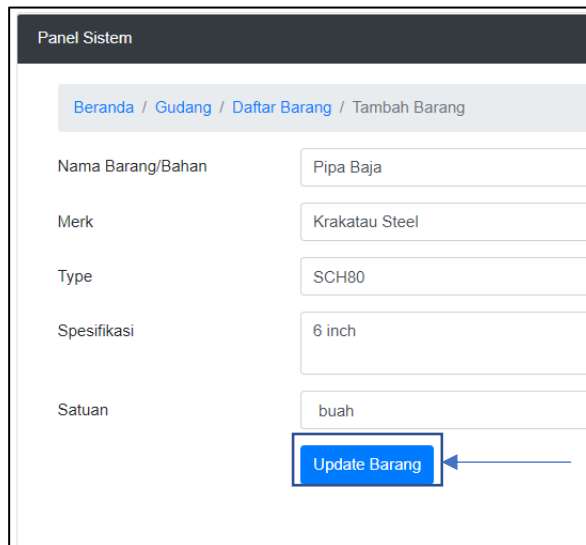 Panel Sistem
Beranda / Gudang / Daftar Barang / Tambah Barang
Nama Barang/Bahan Pipa Baja
Merk Krakatau Steel
Type SCH80
Spesifikasi 6 inch
Satuan buah
Update Barang